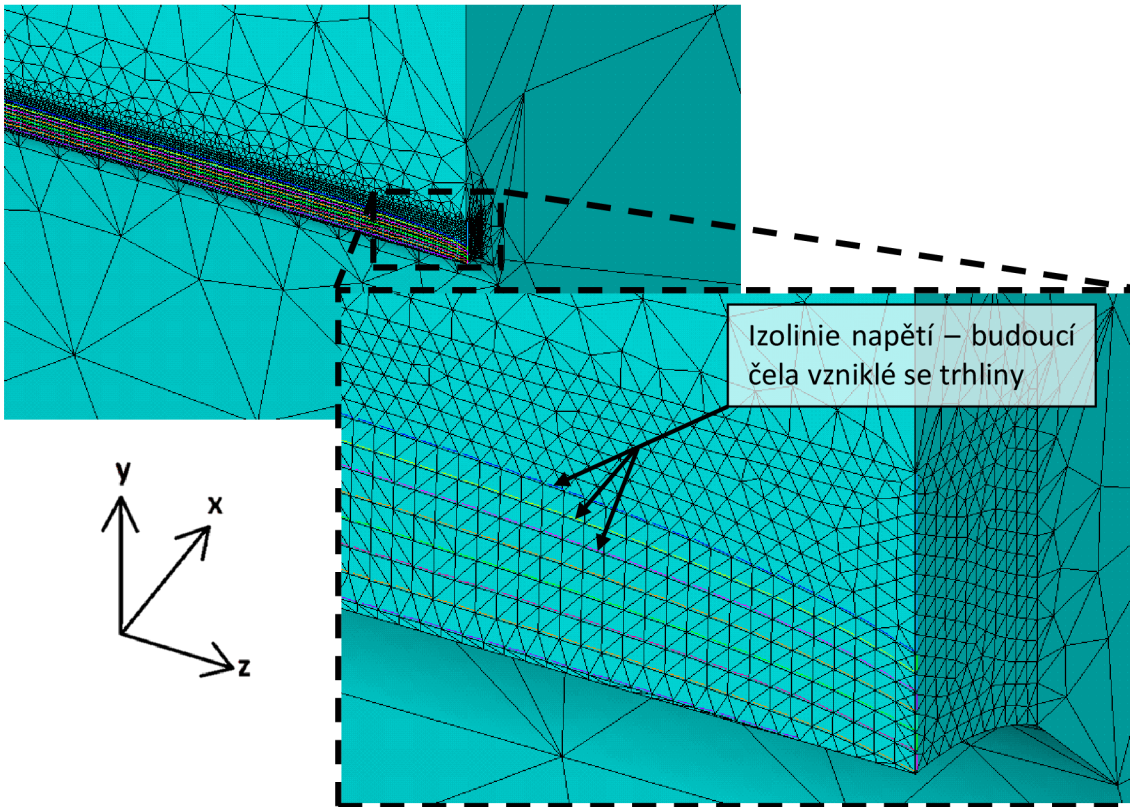 Izolinie napětí – budoucí
čela vzniklé se trhliny
y
x
z